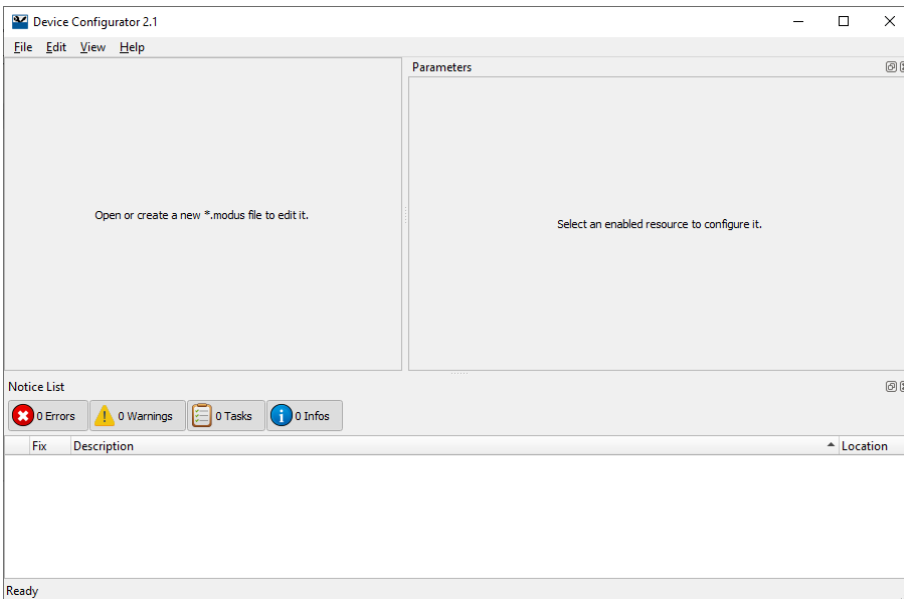 Device Configurator 2.1
File Edit View Help
Parameters
Open or create a new *.modus file to edit it.
Select an enabled resource to configure it.
Notice List
0 Errors 0 Warnings 0 Tasks 0 Infos
Fix Description Location
Ready